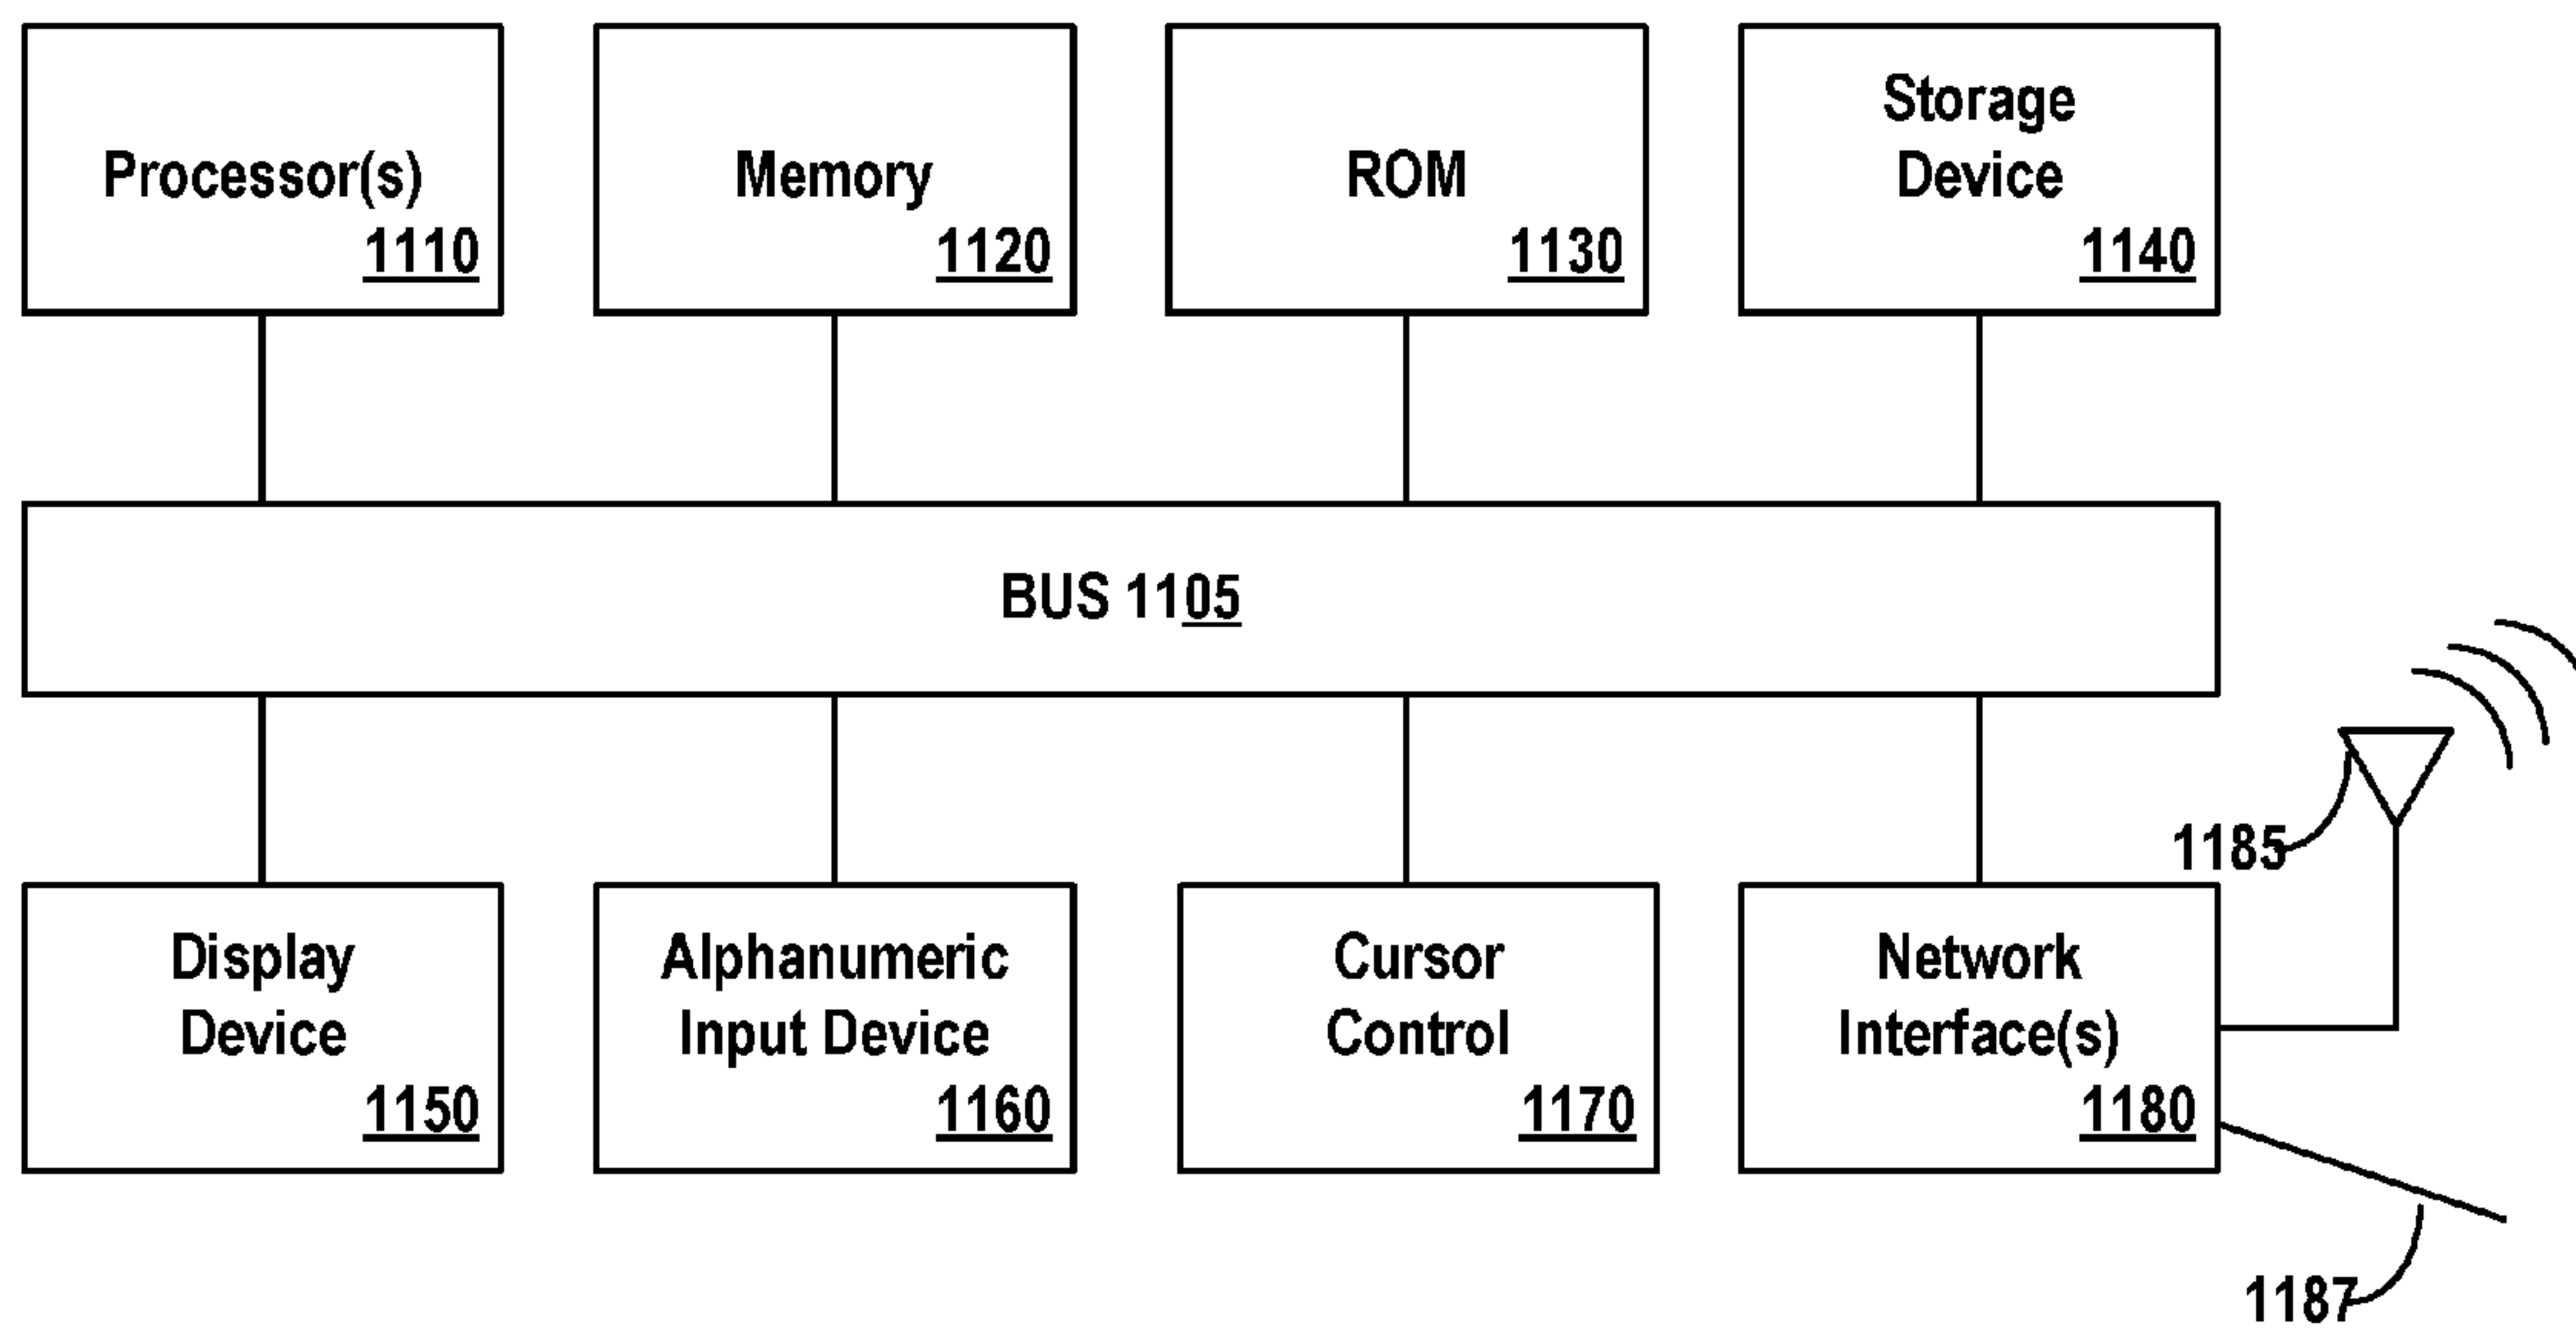 Processor(s)
1110
Memory
1120
ROM
1130
Storage
Device
1140
BUS 1105
1185
Display
Device
1150
Alphanumeric
Input Device
1160
Cursor
Control
1170
Network
Interface(s)
1180
1187